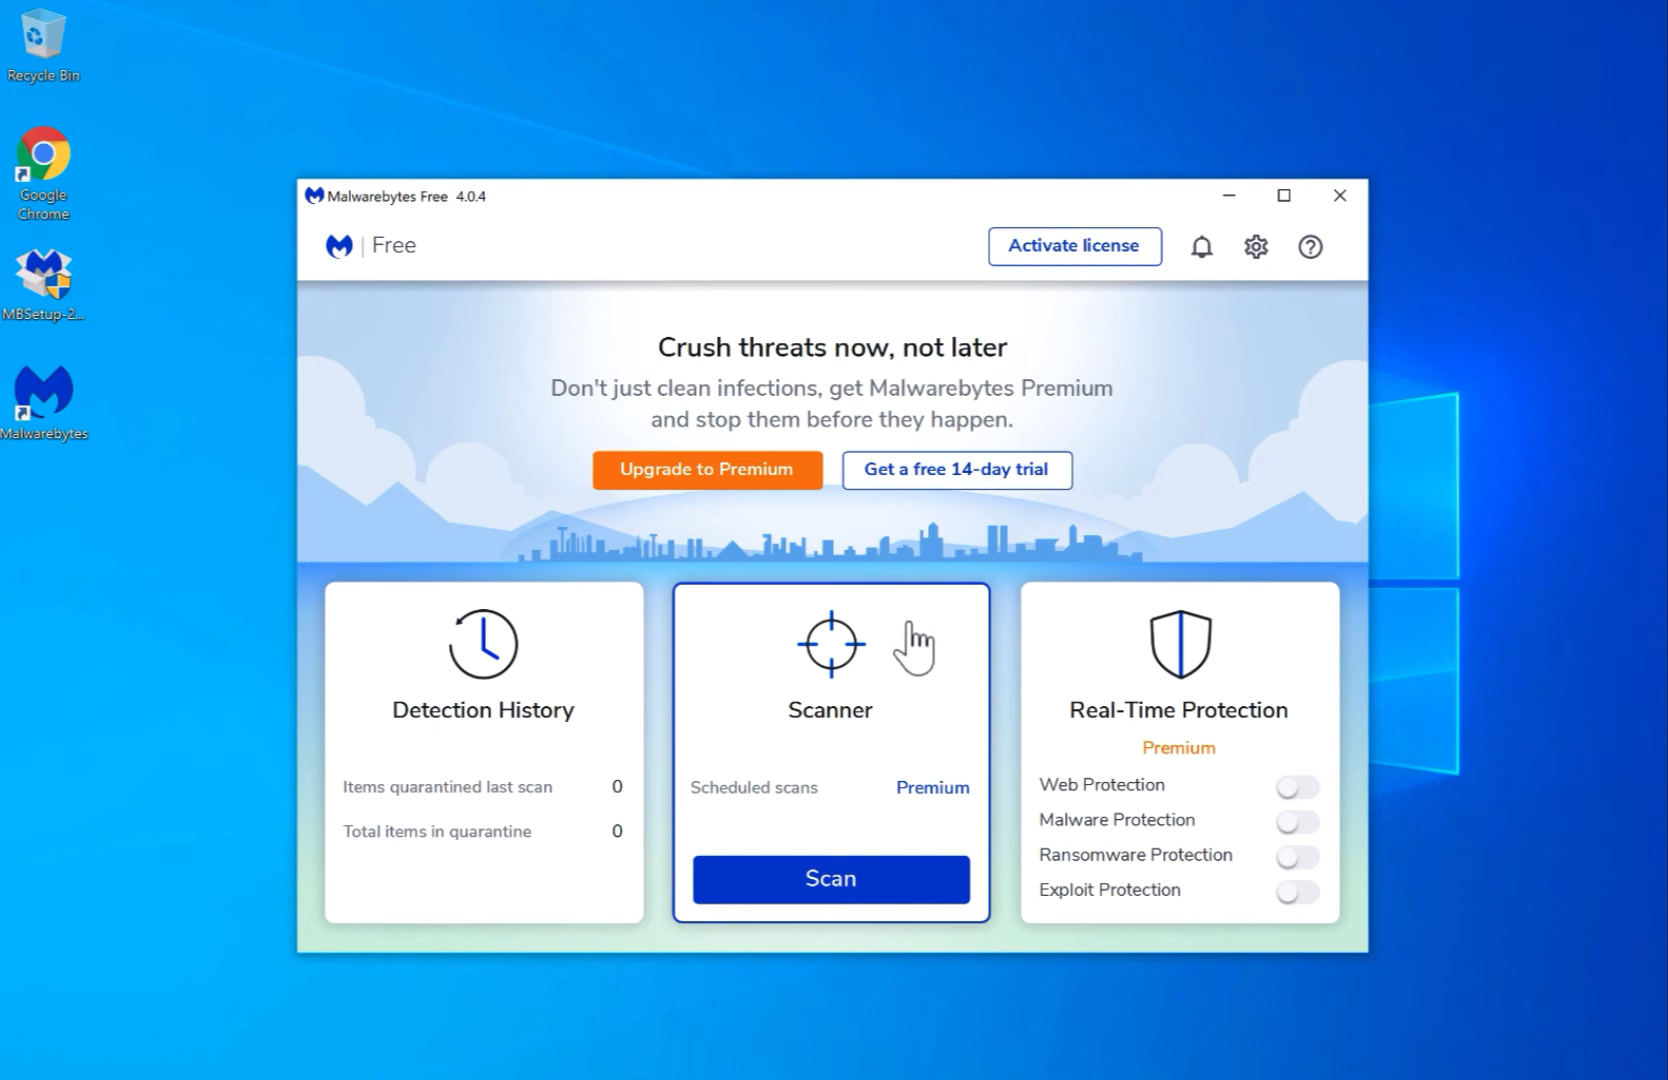 Recycle Bin
Google
Chrome
MBSetup-2...
Malwarebytes
Malwarebytes Free 4.0.4
Free
Activate license
Crush threats now, not later
Don't just clean infections, get Malwarebytes Premium
and stop them before they happen.
Upgrade to Premium
Get a free 14-day trial
Detection History
Items quarantined last scan 0
Total items in quarantine 0
Scanner
Scheduled scans Premium
Scan
Real-Time Protection
Premium
Web Protection
Malware Protection
Ransomware Protection
Exploit Protection